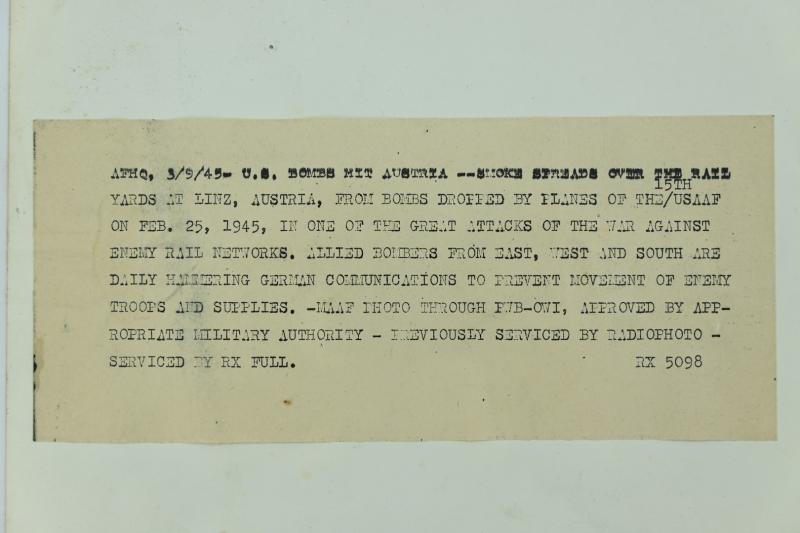 AFHQ, 3/9/45- U.S. BOMBS HIT AUSTRIA --SMOKE SPREADS OVER THE RAIL
15TH
YARDS AT LINZ, AUSTRIA, FROM BOMBS DROPPED BY PLANES OF THE/USAAF
ON FEB. 25, 1945, IN ONE OF THE GREAT ATTACKS OF THE WAR AGAINST
ENEMY RAIL NETWORKS. ALLIED BOMBERS FROM EAST, WEST AND SOUTH ARE
DAILY HAMMERING GERMAN COMMUNICATIONS TO PREVENT MOVEMENT OF ENEMY
TROOPS AND SUPPLIES. -MAAF PHOTO THROUGH PWB-OWI, APPROVED BY APP-
ROPRIATE MILITARY AUTHORITY - PREVIOUSLY SERVICED BY RADIOPHOTO -
SERVICED BY RX FULL. RX 5098